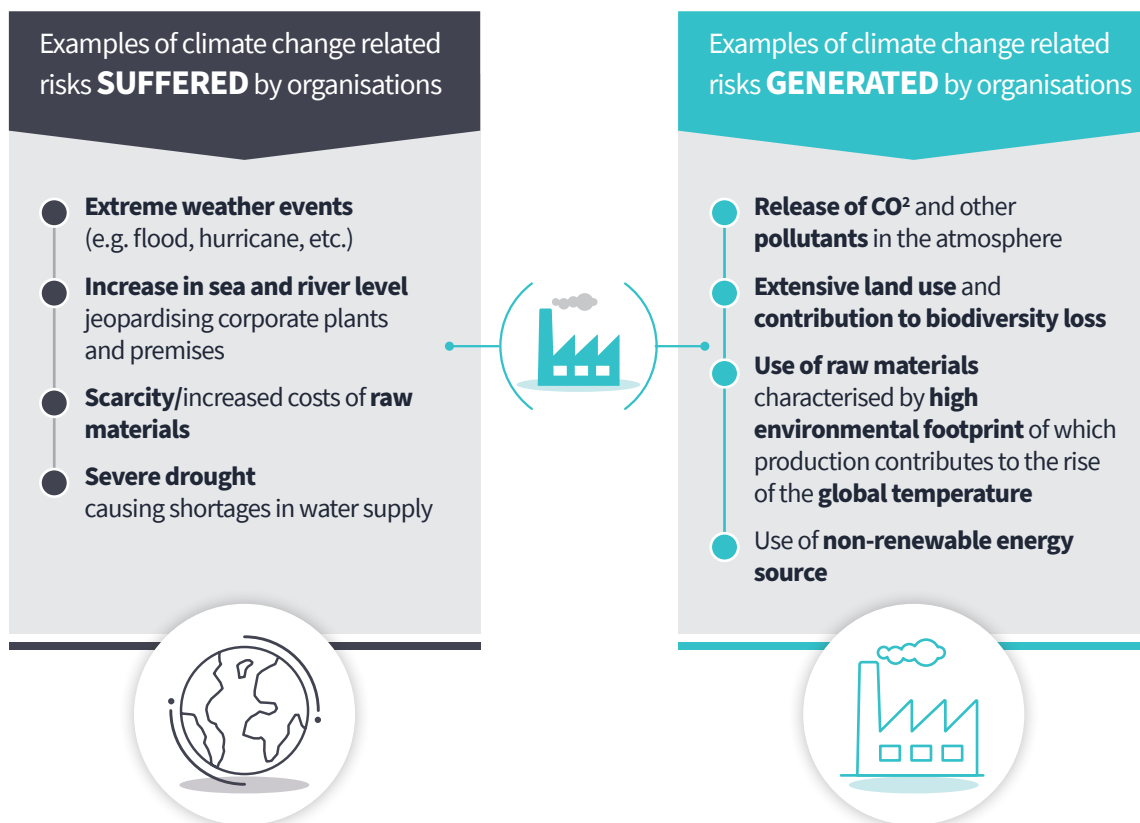 Examples of climate change related
risks SUFFERED by organisations
Extreme weather events
(e.g. flood, hurricane, etc.)
Increase in sea and river level
jeopardising corporate plants
and premises
Scarcity/increased costs of raw
materials
Severe drought
causing shortages in water supply
Examples of climate change related
risks GENERATED by organisations
Release of CO² and other
pollutants in the atmosphere
Extensive land use and
contribution to biodiversity loss
Use of raw materials
characterised by high
environmental footprint of which
production contributes to the rise
of the global temperature
Use of non-renewable energy
source